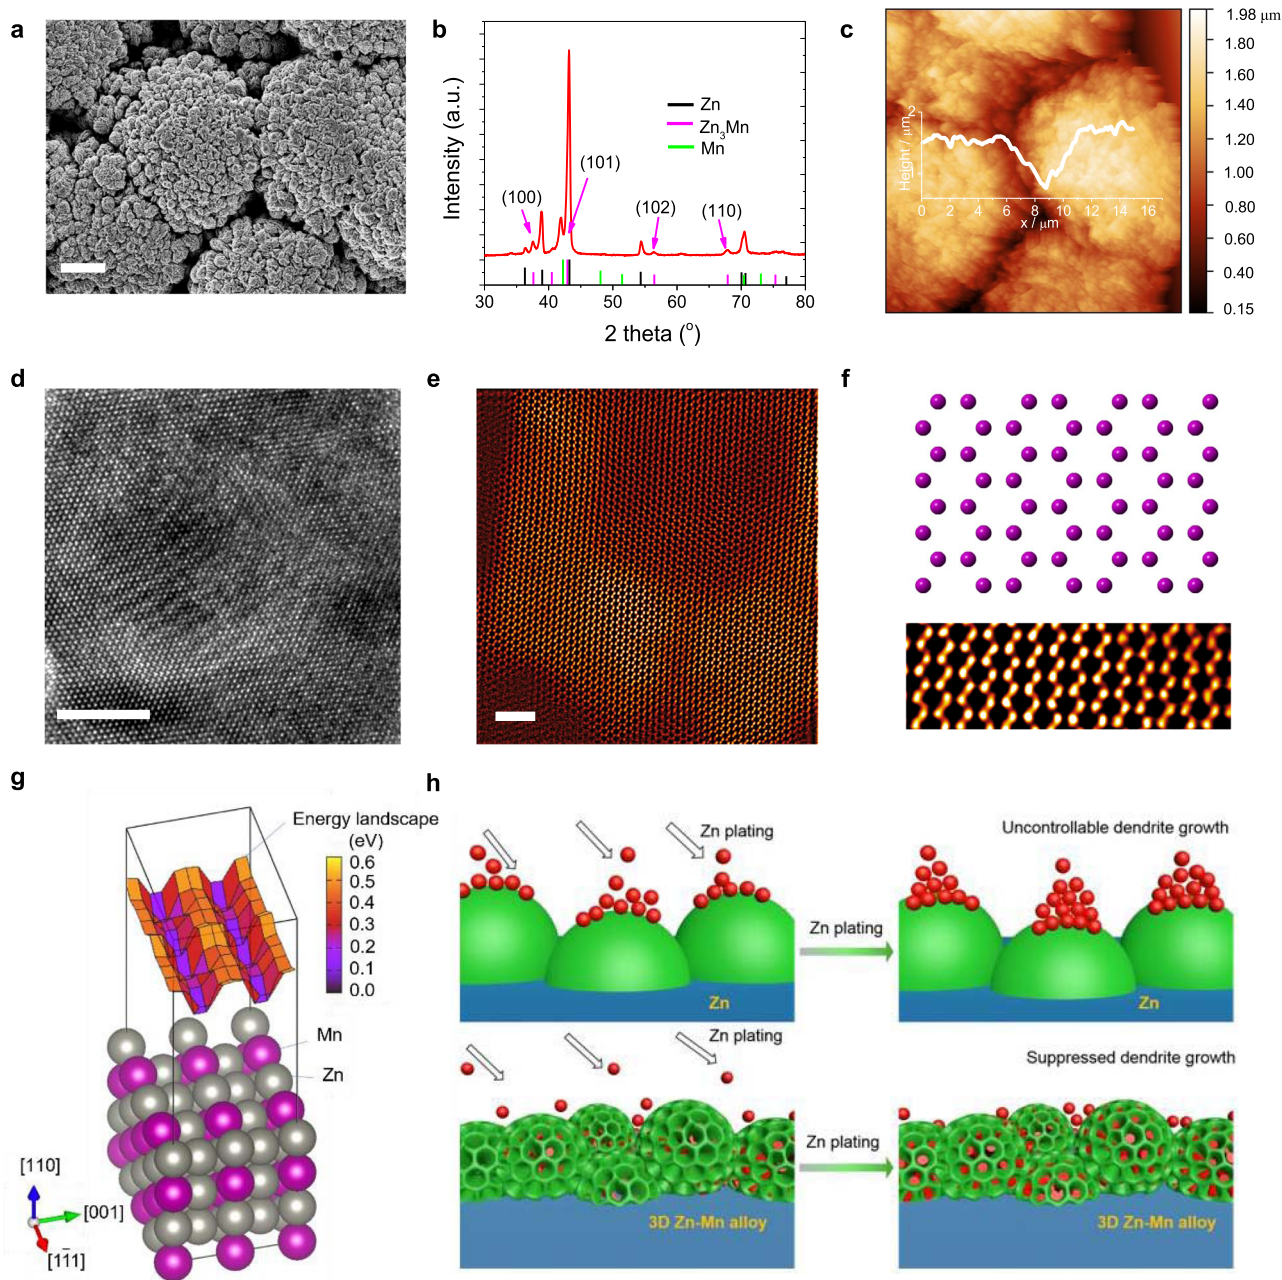 a
b
Intensity (a.u.)
Zn
Zn3Mn
Mn
(100)
(101)
(102)
(110)
30 40 50 60 70 80
2 theta (°)
c
Height / μm
2
1
0 2 4 6 8 10 12 14 16
x / μm
1.98 μm
1.80
1.60
1.40
1.20
1.00
0.80
0.60
0.40
0.15
d
e
f
g
Energy landscape
(eV)
0.6
0.5
0.4
0.3
0.2
0.1
0.0
Mn
Zn
[110]
[001]
[11̄1]
h
Zn plating
Zn
Zn plating
Uncontrollable dendrite growth
Zn
Zn plating
3D Zn-Mn alloy
Zn plating
Suppressed dendrite growth
3D Zn-Mn alloy